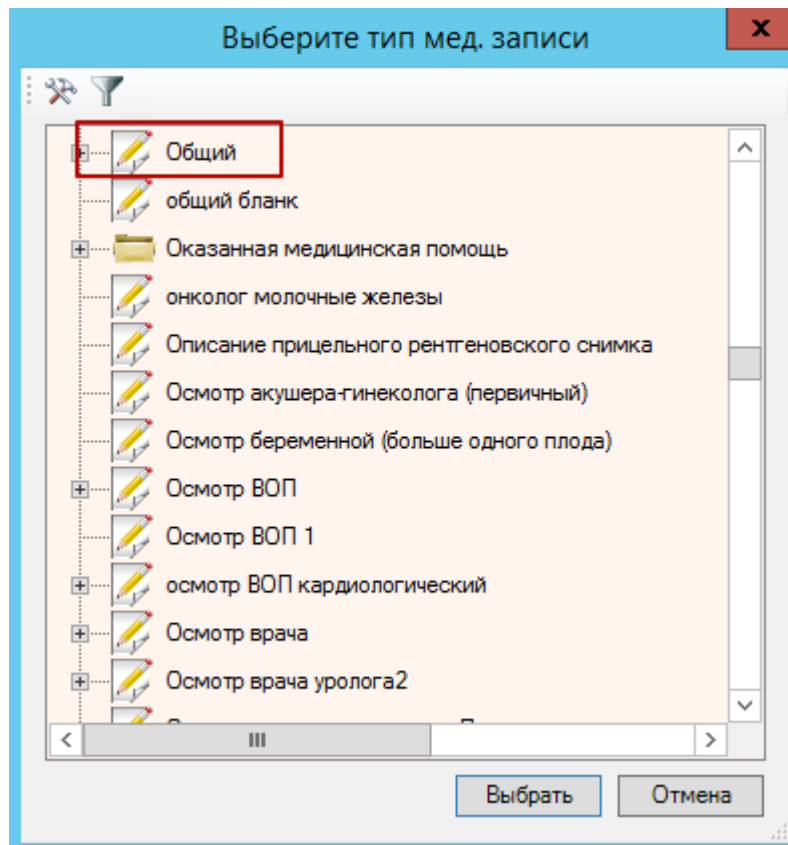 Выберите тип мед. записи
x
Общий
общий бланк
Оказанная медицинская помощь
онколог молочные железы
Описание прицельного рентгеновского снимка
Осмотр акушера-гинеколога (первичный)
Осмотр беременной (больше одного плода)
Осмотр ВОП
Осмотр ВОП 1
осмотр ВОП кардиологический
Осмотр врача
Осмотр врача уролога2
Выбрать
Отмена